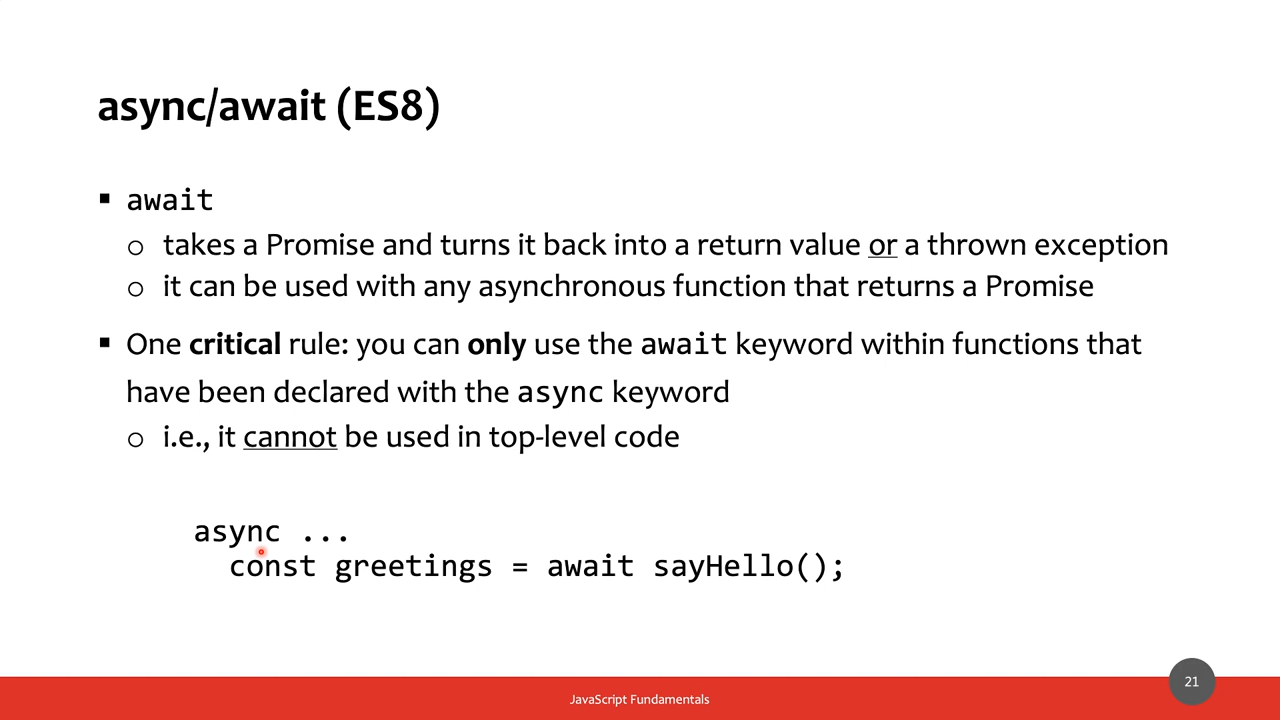 async/await (ES8)
▪ await
o takes a Promise and turns it back into a return value or a thrown exception
o it can be used with any asynchronous function that returns a Promise
▪ One critical rule: you can only use the await keyword within functions that
have been declared with the async keyword
o i.e., it cannot be used in top-level code
async ...
const greetings = await sayHello();
21
JavaScript Fundamentals